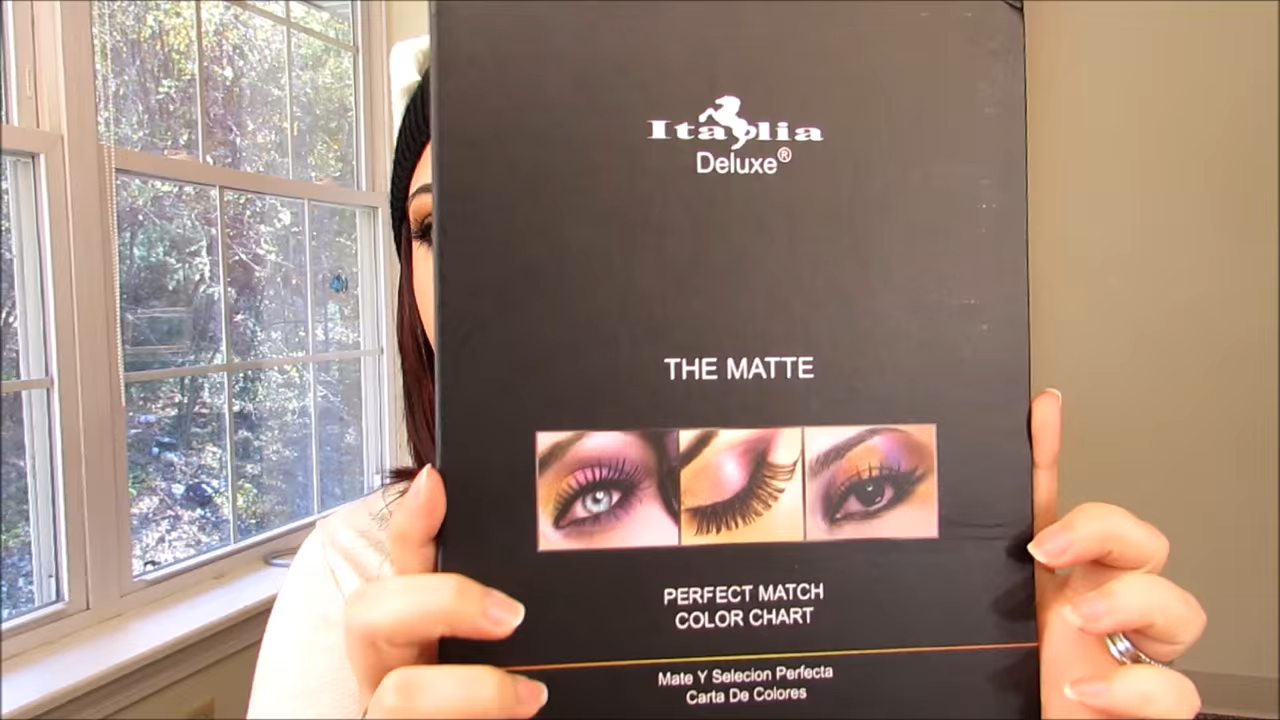 Italia
Deluxe®
THE MATTE
PERFECT MATCH
COLOR CHART
Mate Y Selecion Perfecta
Carta De Colores